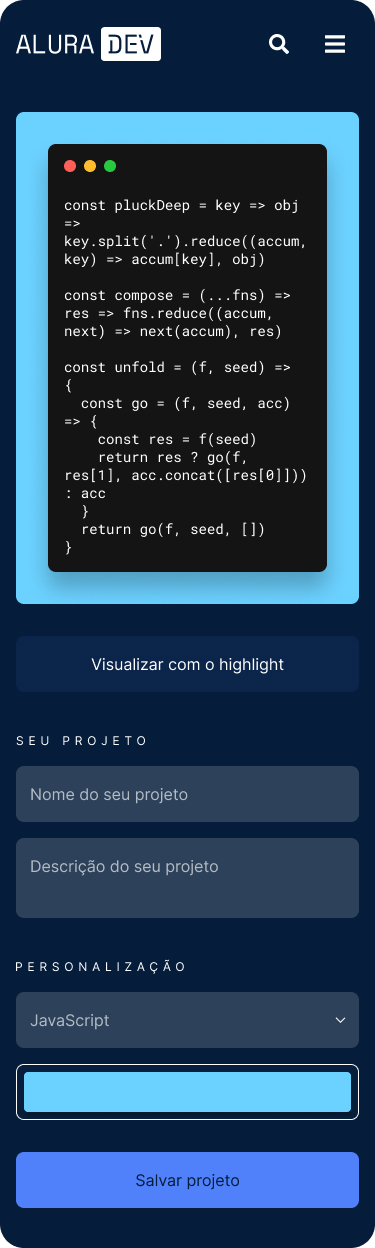 ALURA DEV
const pluckDeep = key => obj
=>
key.split('.').reduce((accum,
key) => accum[key], obj)
const compose = (...fns) =>
res => fns.reduce((accum,
next) => next(accum), res)
const unfold = (f, seed) =>
{
  const go = (f, seed, acc)
=> {
    const res = f(seed)
    return res ? go(f,
res[1], acc.concat([res[0]]))
: acc
  }
  return go(f, seed, [])
}
Visualizar com o highlight
SEU PROJETO
Nome do seu projeto
Descrição do seu projeto
PERSONALIZAÇÃO
JavaScript
Salvar projeto